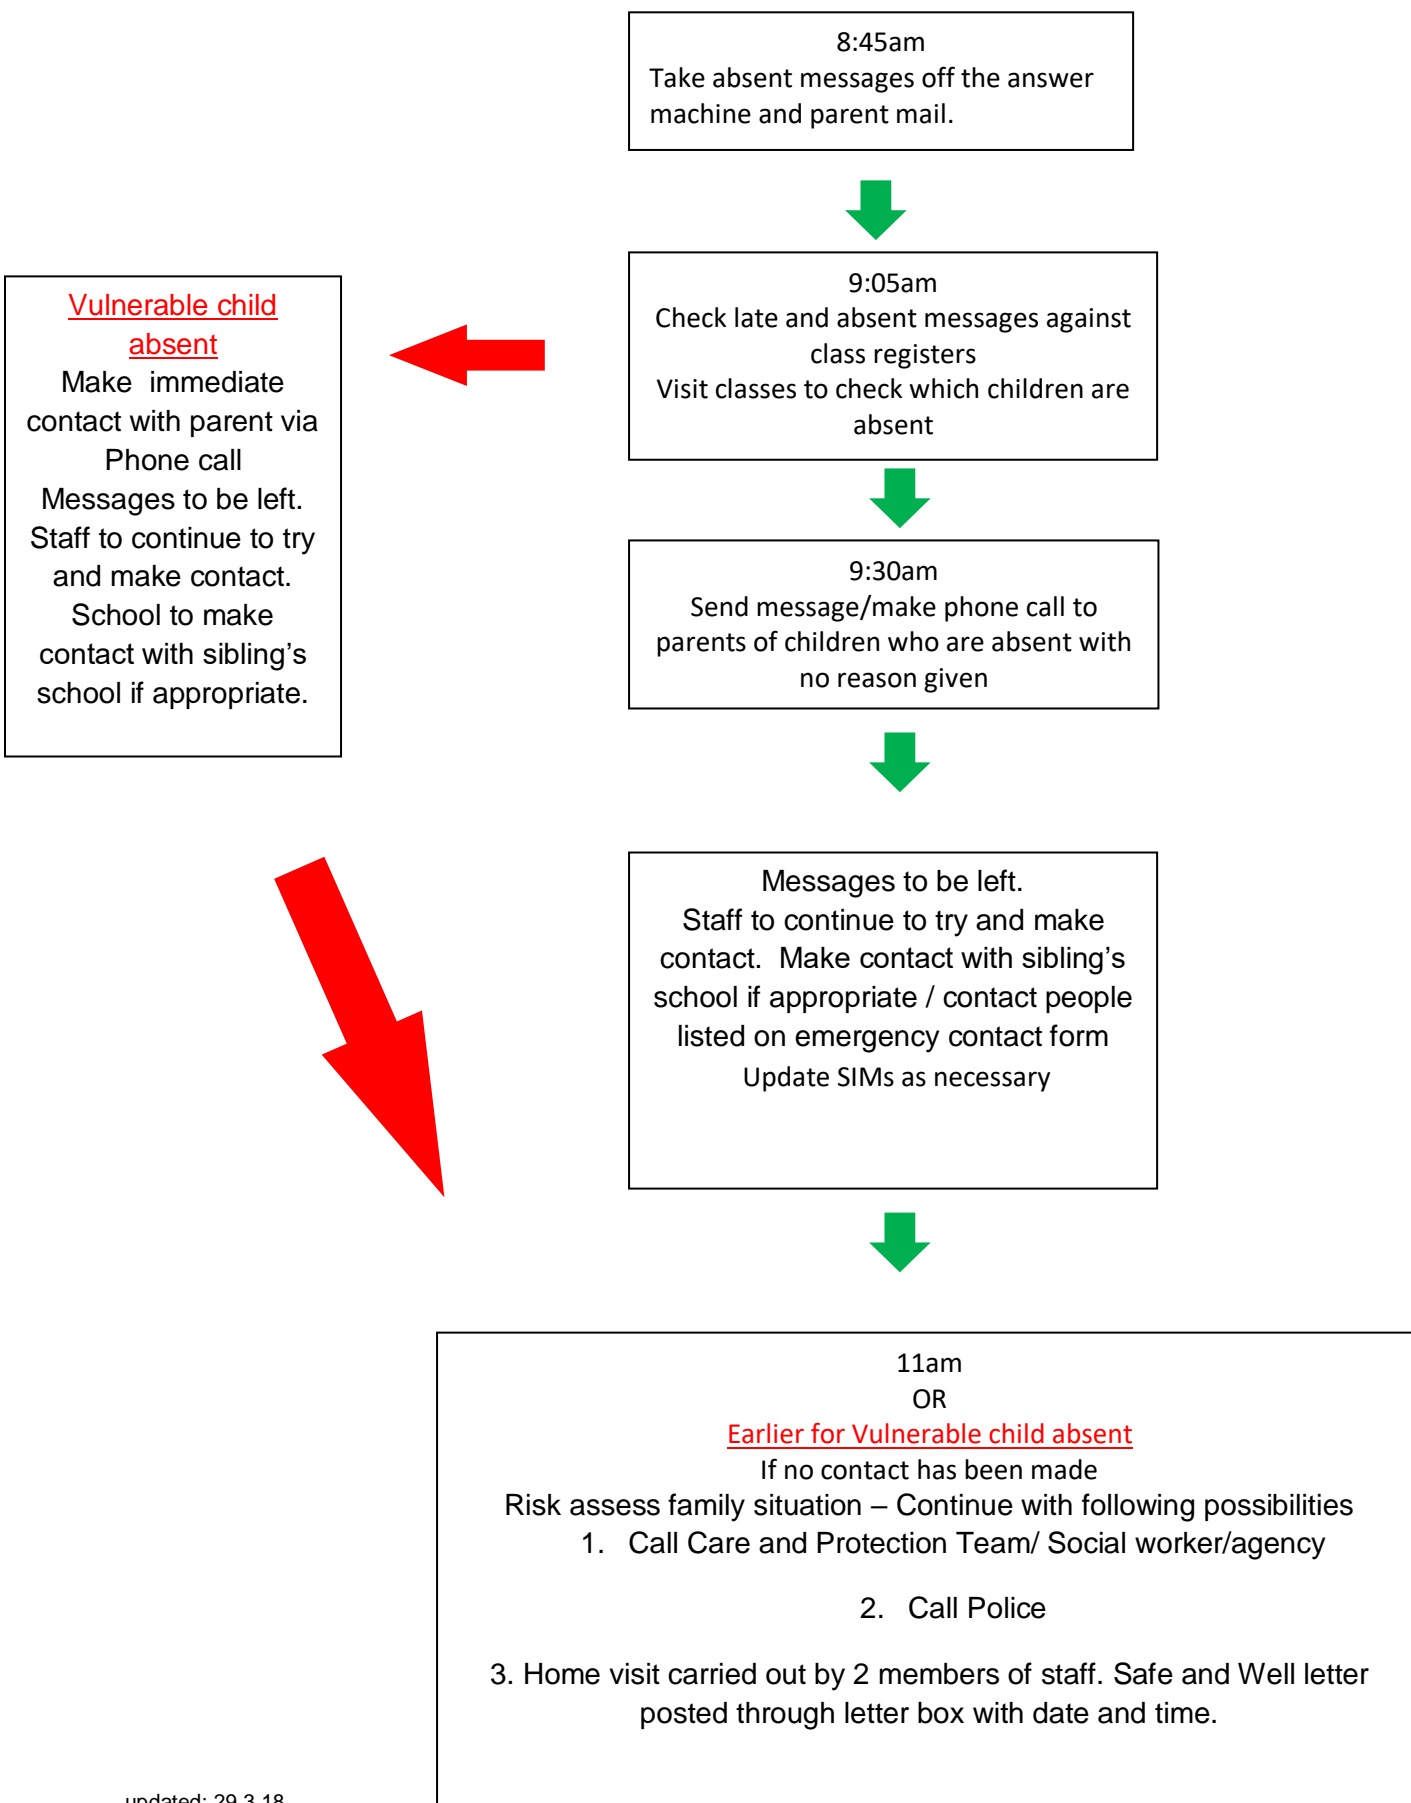 8:45am
Take absent messages off the answer
machine and parent mail.
9:05am
Check late and absent messages against
class registers
Visit classes to check which children are
absent
Vulnerable child
absent
Make immediate
contact with parent via
Phone call
Messages to be left.
Staff to continue to try
and make contact.
School to make
contact with sibling's
school if appropriate.
9:30am
Send message/make phone call to
parents of children who are absent with
no reason given
Messages to be left.
Staff to continue to try and make
contact. Make contact with sibling's
school if appropriate / contact people
listed on emergency contact form
Update SIMs as necessary
11am
OR
Earlier for Vulnerable child absent
If no contact has been made
Risk assess family situation – Continue with following possibilities
1. Call Care and Protection Team/ Social worker/agency
2. Call Police
3. Home visit carried out by 2 members of staff. Safe and Well letter
posted through letter box with date and time.
updated: 29.3.18